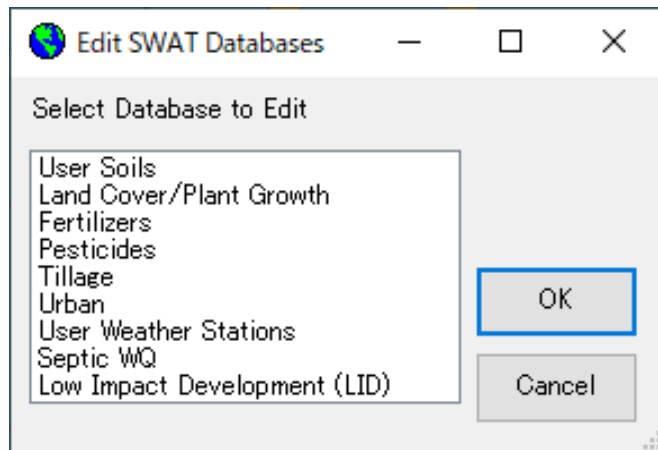 Edit SWAT Databases
Select Database to Edit
User Soils
Land Cover/Plant Growth
Fertilizers
Pesticides
Tillage
Urban
User Weather Stations
Septic WQ
Low Impact Development (LID)
OK
Cancel